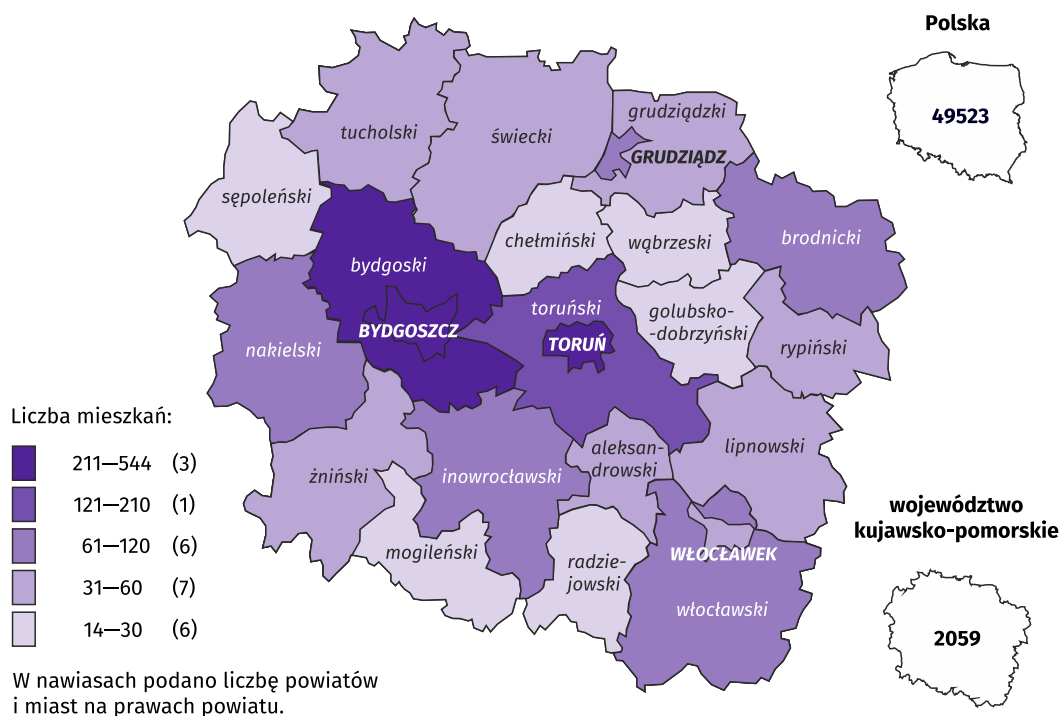 Polska
49523
tucholski
świecki
grudziądzki
GRUDZIĄDZ
sępoleński
chełmiński
wąbrzeski
brodnicki
bydgoski
BYDGOSZCZ
toruński
TORUŃ
golubsko-
-dobrzyński
rypiński
nakielski
Liczba mieszkań:
211—544 (3)
121—210 (1)
61—120 (6)
31—60 (7)
14—30 (6)
W nawiasach podano liczbę powiatów
i miast na prawach powiatu.
żniński
inowrocławski
aleksan-
drowski
lipnowski
mogileński
radzie-
jowski
WŁOCŁAWEK
włocławski
województwo
kujawsko-pomorskie
2059